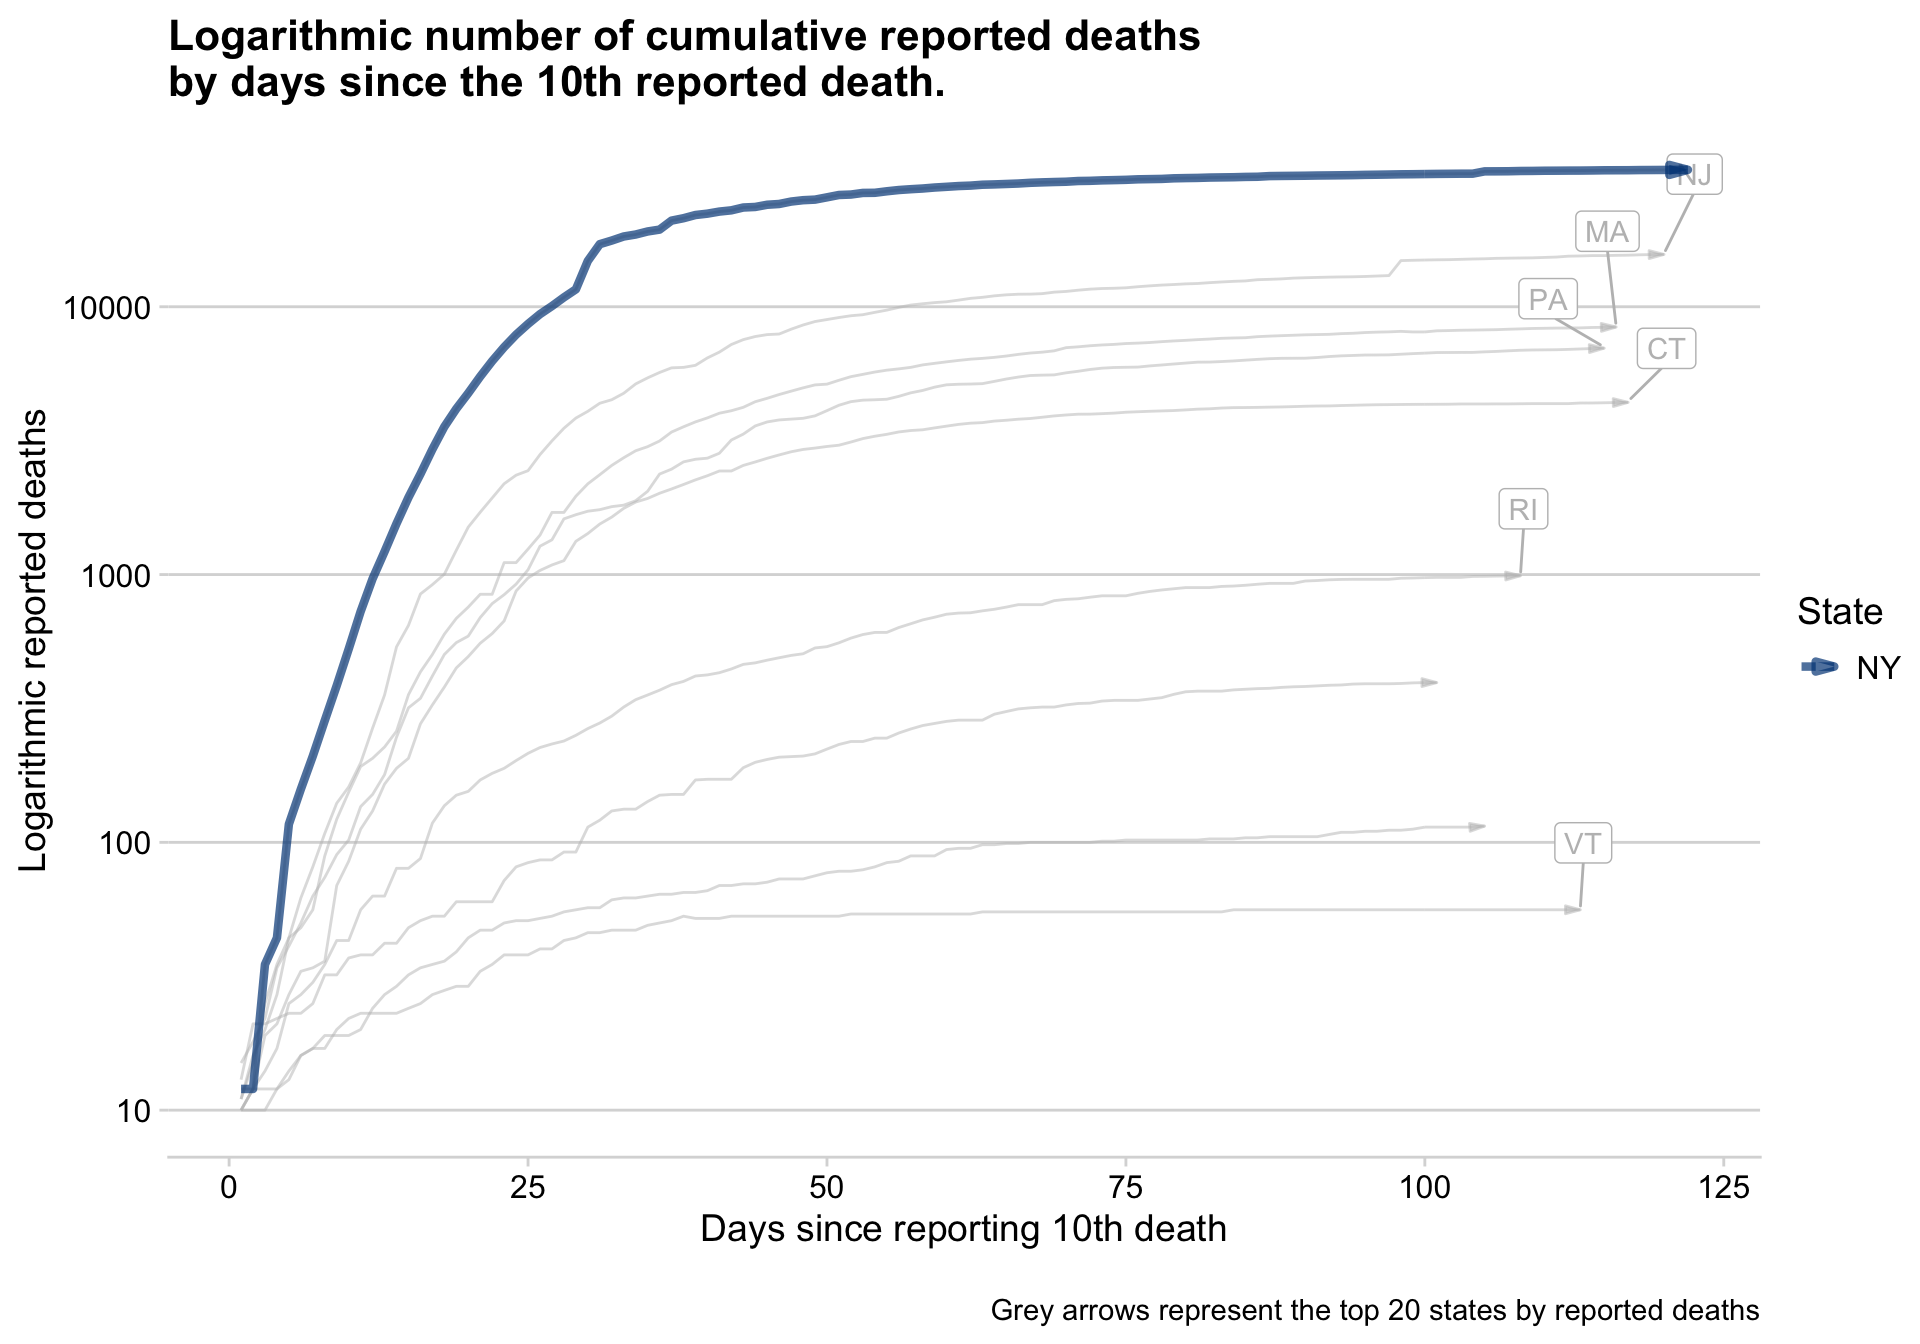 Logarithmic number of cumulative reported deaths
by days since the 10th reported death.
Logarithmic reported deaths
10000
1000
100
10
NJ
MA
PA
CT
RI
VT
State
NY
0 25 50 75 100 125
Days since reporting 10th death
Grey arrows represent the top 20 states by reported deaths